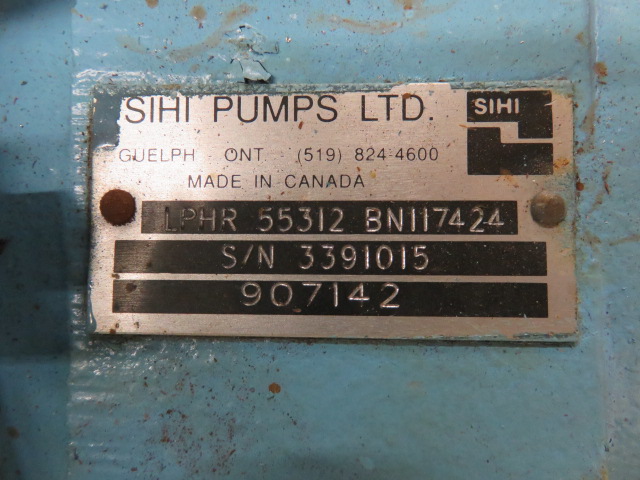 SIHI PUMPS LTD.
SIHI
GUELPH ONT. (519) 824-4600
MADE IN CANADA
LPHR 55312 BN117424
S/N 3391015
907142